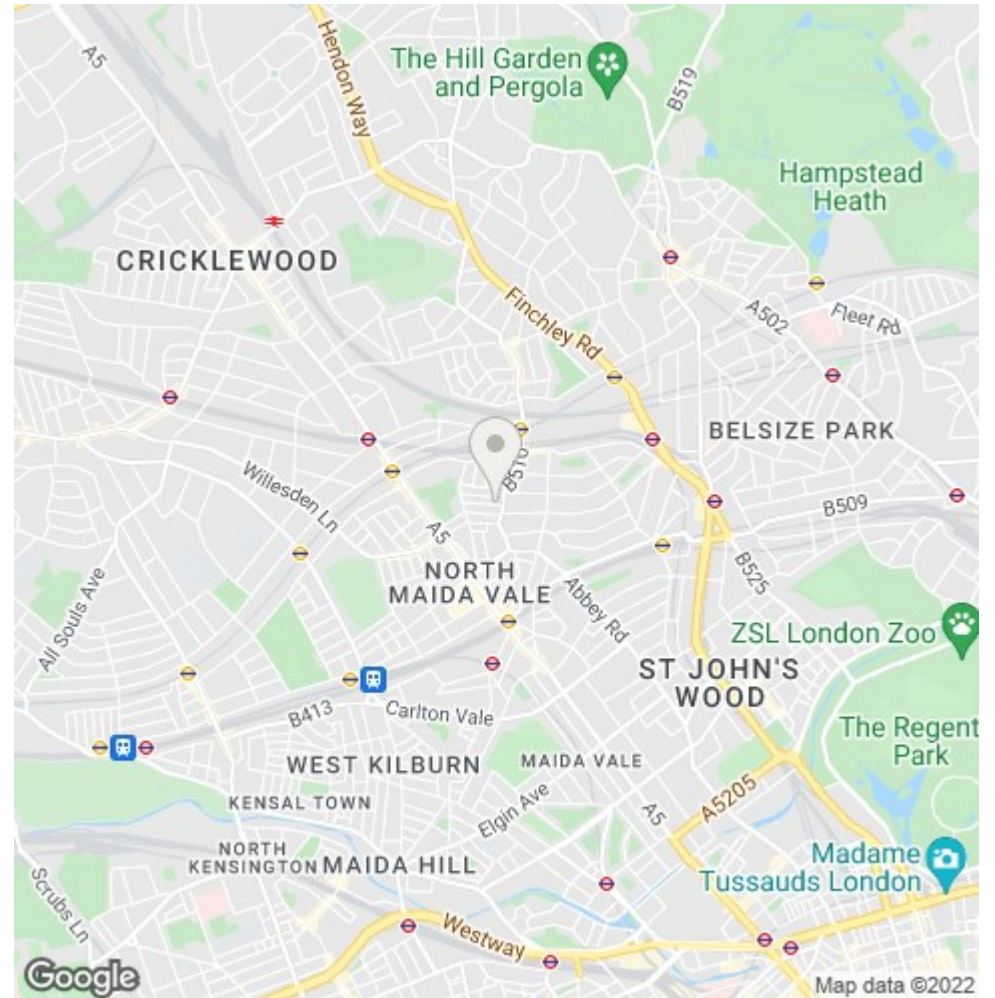 A5
Hendon Way
The Hill Garden
and Pergola
B519
Hampstead
Heath
CRICKLEWOOD
Finchley Rd
A502
Fleet Rd
BELSIZE PARK
B510
Willesden Ln
A5
B509
NORTH
MAIDA VALE
Abbey Rd
B525
All Souls Ave
ZSL London Zoo
ST JOHN'S
WOOD
B413
Carlton Vale
The Regent
Park
WEST KILBURN
MAIDA VALE
KENSAL TOWN
Elgin Ave
A5
A5205
NORTH
KENSINGTON
MAIDA HILL
Madame
Tussauds London
Scrubs Ln
Westway
Google
Map data ©2022